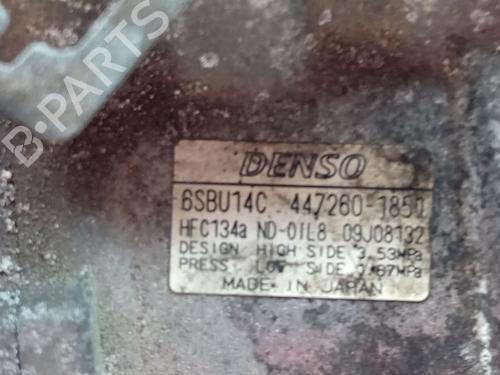 B-PARTS
DENSO
6SBU14C 447260-1850
HFC134a ND-OIL8 09J08132
DESIGN HIGH SIDE 3.53MPa
PRESS LOW SIDE 1.67MPa
MADE IN JAPAN